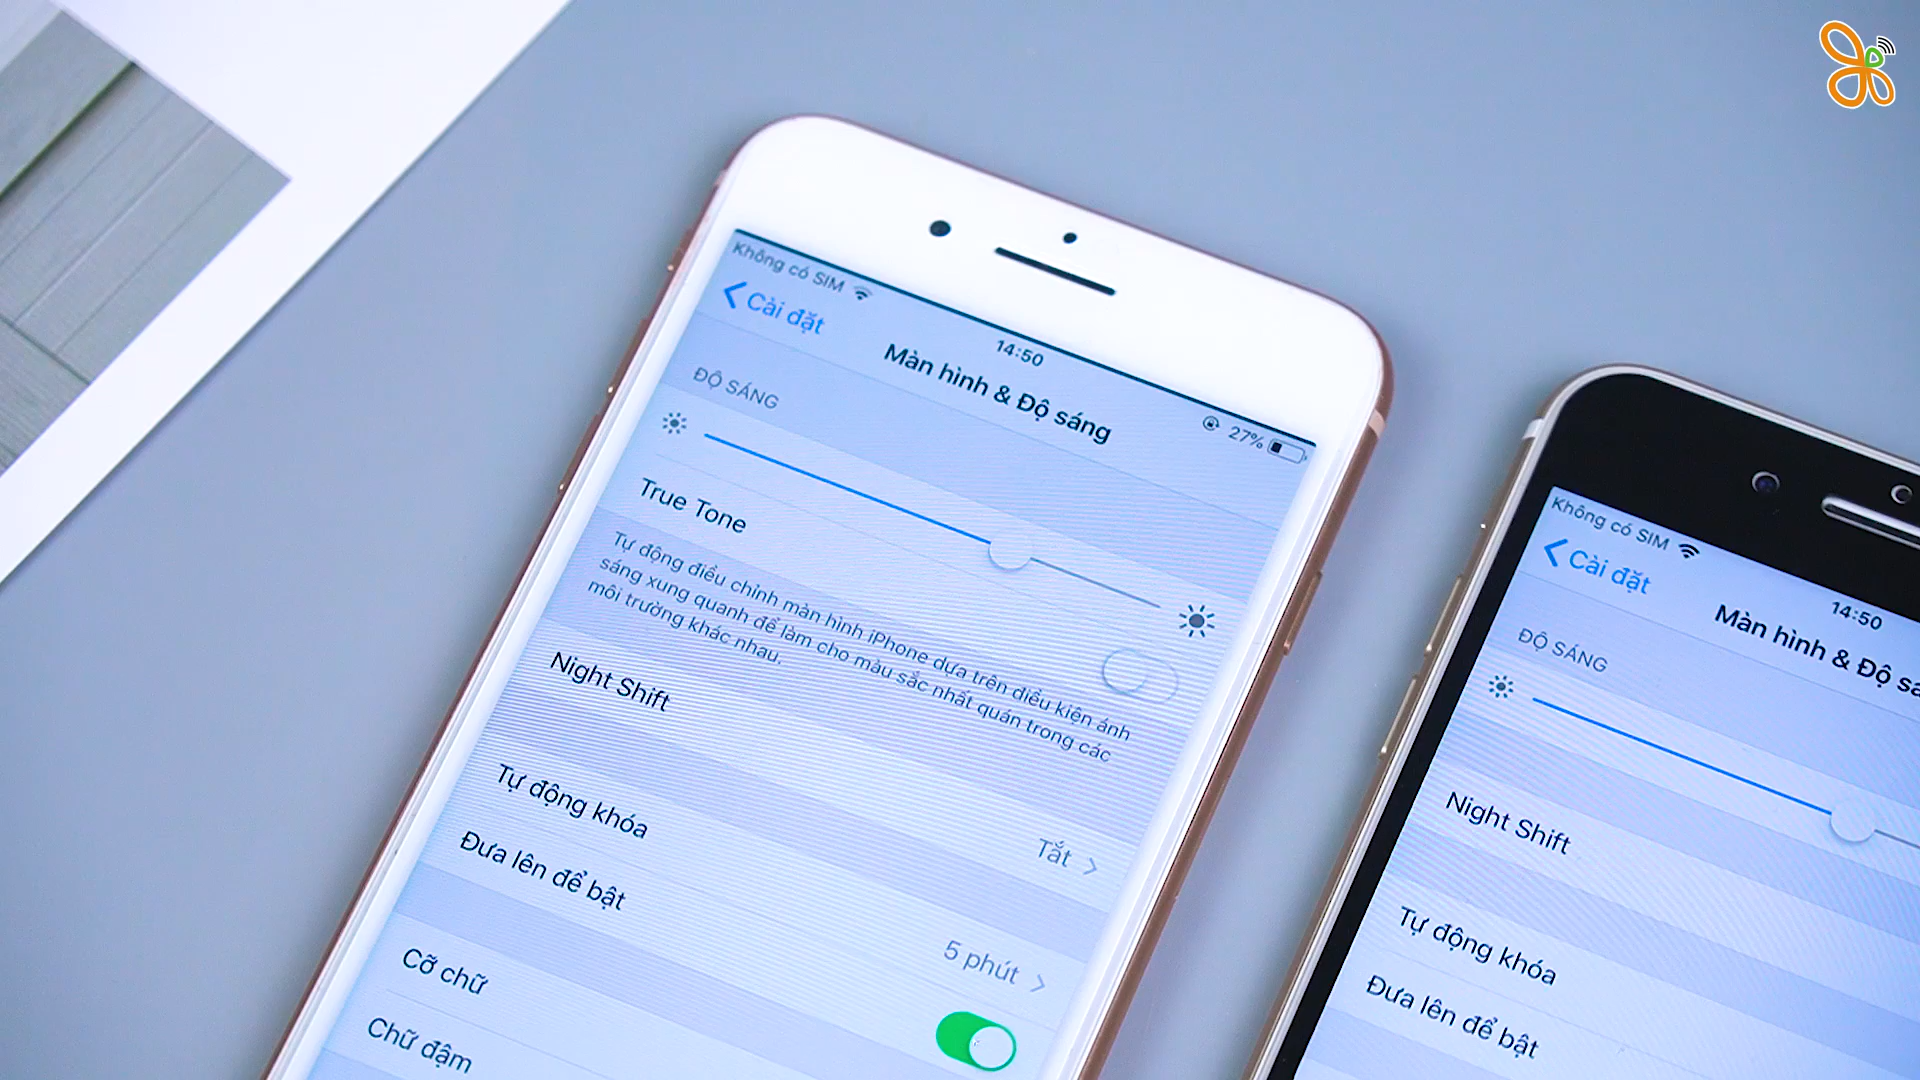 Không có SIM
14:50
27%
Cài đặt
Màn hình & Độ sáng
ĐỘ SÁNG
True Tone
Tự động điều chỉnh màn hình iPhone dựa trên điều kiện ánh
sáng xung quanh để làm cho màu sắc nhất quán trong các
môi trường khác nhau.
Night Shift
Tắt
Tự động khóa
5 phút
Đưa lên để bật
Cỡ chữ
Chữ đậm
Không có SIM
14:50
Cài đặt
Màn hình & Độ sá
ĐỘ SÁNG
Night Shift
Tự động khóa
Đưa lên để bật